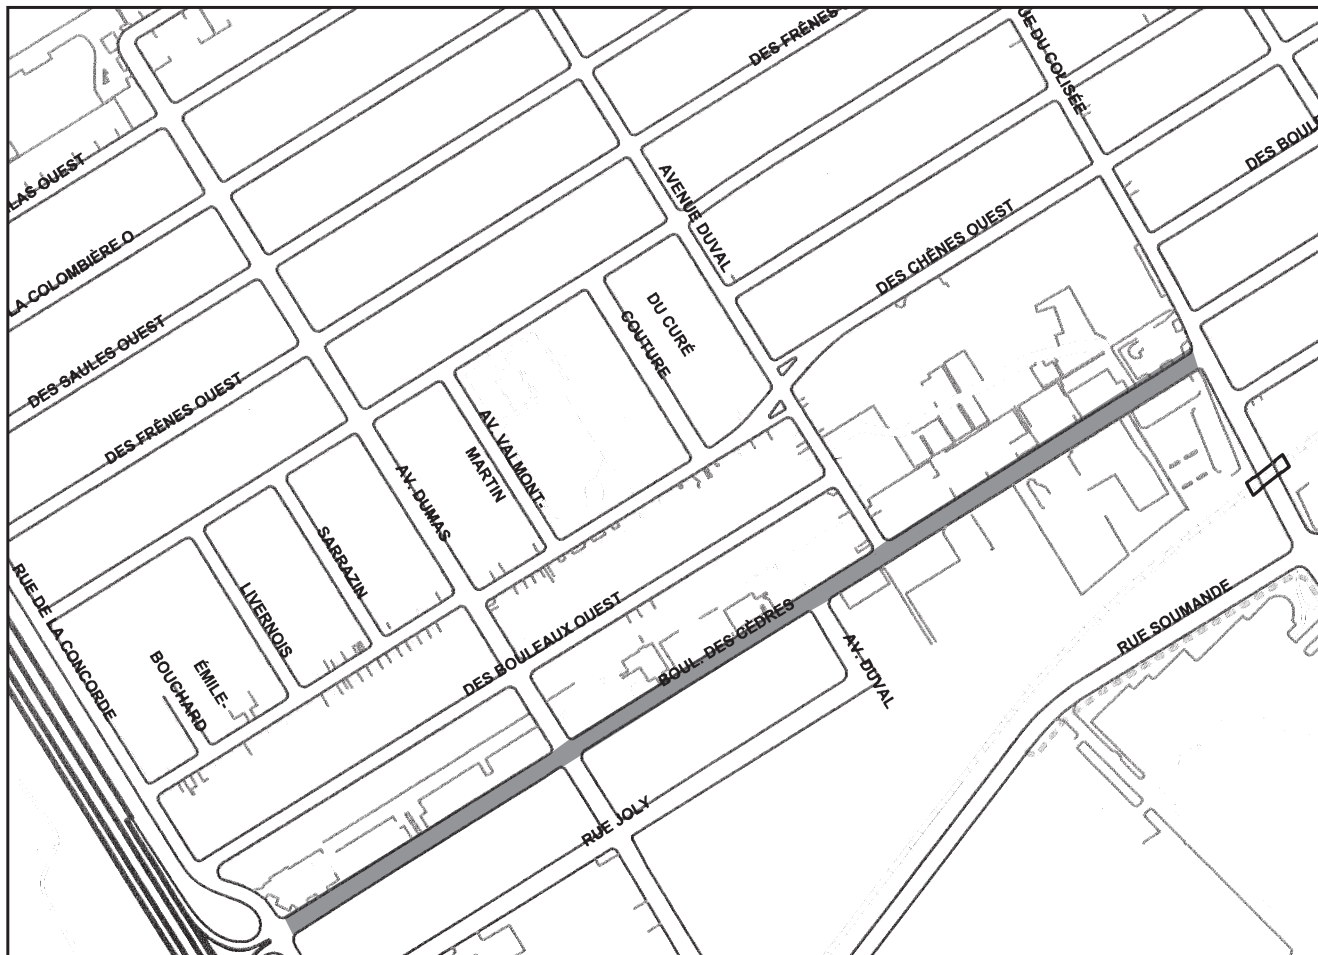 DES FRÊNES
RUE DU COLISÉE
DES BOULE
LAS OUEST
AVENUE DUVAL
LA COLOMBIÈRE O
DES CHÊNES OUEST
DES SAULES OUEST
DU CURÉ
COUTURE
DES FRÊNES OUEST
AV. VALMONT-
MARTIN
AV. DUMAS
SARRAZIN
LIVERNOIS
RUE DE LA CONCORDE
ÉMILE-
BOUCHARD
DES BOULEAUX OUEST
BOUL. DES CÈDRES
AV. DUVAL
RUE SOUMANDE
RUE JOLY